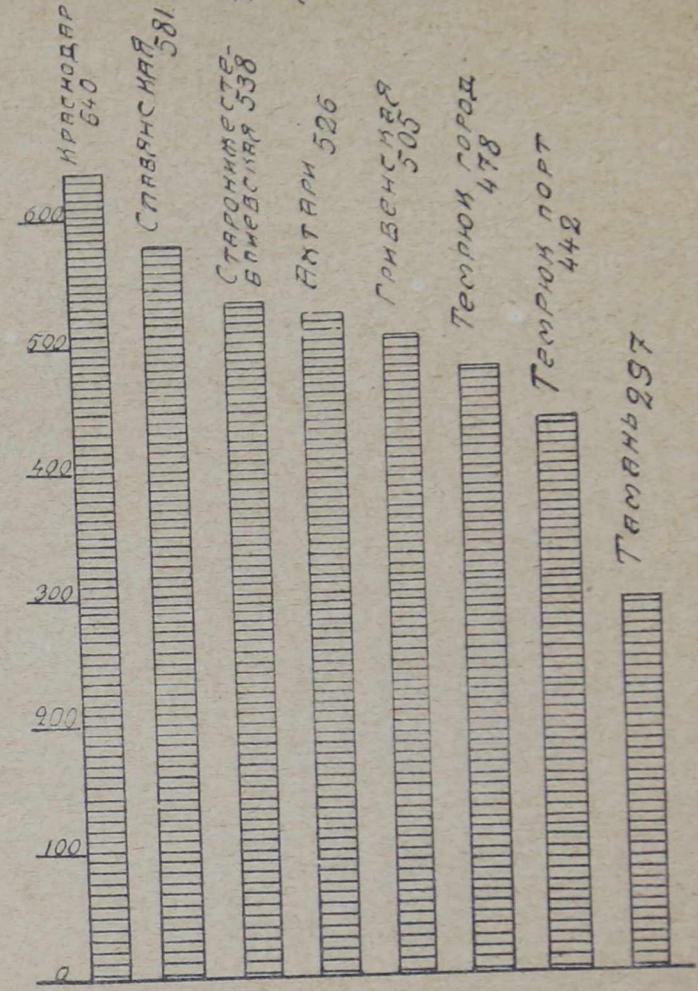 КРАСНОДАР
640
СЛАВЯНСКАЯ
581
СТАРОНИЖЕСТЕ-
БЛИЕВСКАЯ 538
АХТАРИ 526
ГРИВЕНСКАЯ
505
ТЕМРЮК ГОРОД
478
ТЕМРЮК ПОРТ
442
ТАМАНЬ 297
600
500
400
300
200
100
0